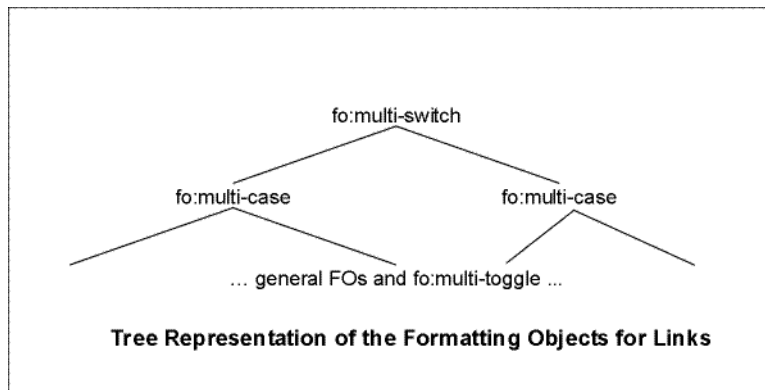 fo:multi-switch
fo:multi-case fo:multi-case
... general FOs and fo:multi-toggle ...
Tree Representation of the Formatting Objects for Links